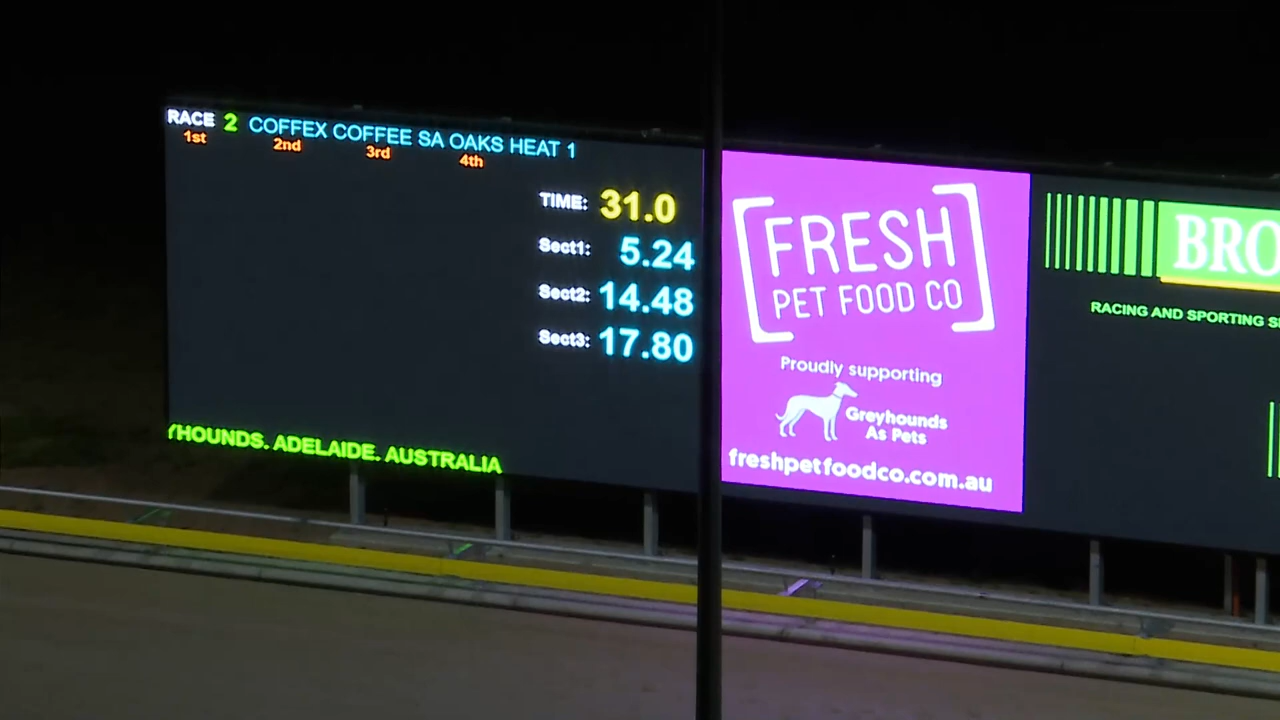 RACE 2 COFFEX COFFEE SA OAKS HEAT 1
1st 2nd 3rd 4th
TIME: 31.0
Sect1: 5.24
Sect2: 14.48
Sect3: 17.80
YHOUNDS. ADELAIDE. AUSTRALIA
FRESH
PET FOOD CO
Proudly supporting
Greyhounds
As Pets
freshpetfoodco.com.au
BRO
RACING AND SPORTING S